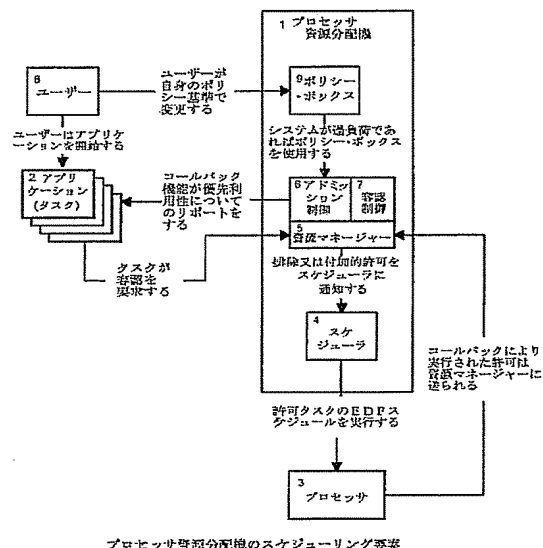 1 プロセッサ
資源分配機
8
ユーザー
ユーザーが
自身のポリ
シー基準で
変更する
9ポリシー
・ボックス
ユーザーはアプリケ
ーションを開始する
システムが過負荷であ
ればポリシー・ボックス
を使用する
2 アプリ
ケーション
(タスク)
コールバック
機能が優先利
用性について
のリポートを
する
6 アドミッ
ション
制御
7
容認
制御
5
資源マネージャー
タスクが
容認を
要求する
排除又は付加的許可を
スケジューラに
通知する
4
スケ
ジューラ
コールバックにより
実行された許可は
資源マネージャーに
送られる
許可タスクのEDFス
ケジュールを実行する
3
プロセッサ
プロセッサ資源分配機のスケジューリング要素